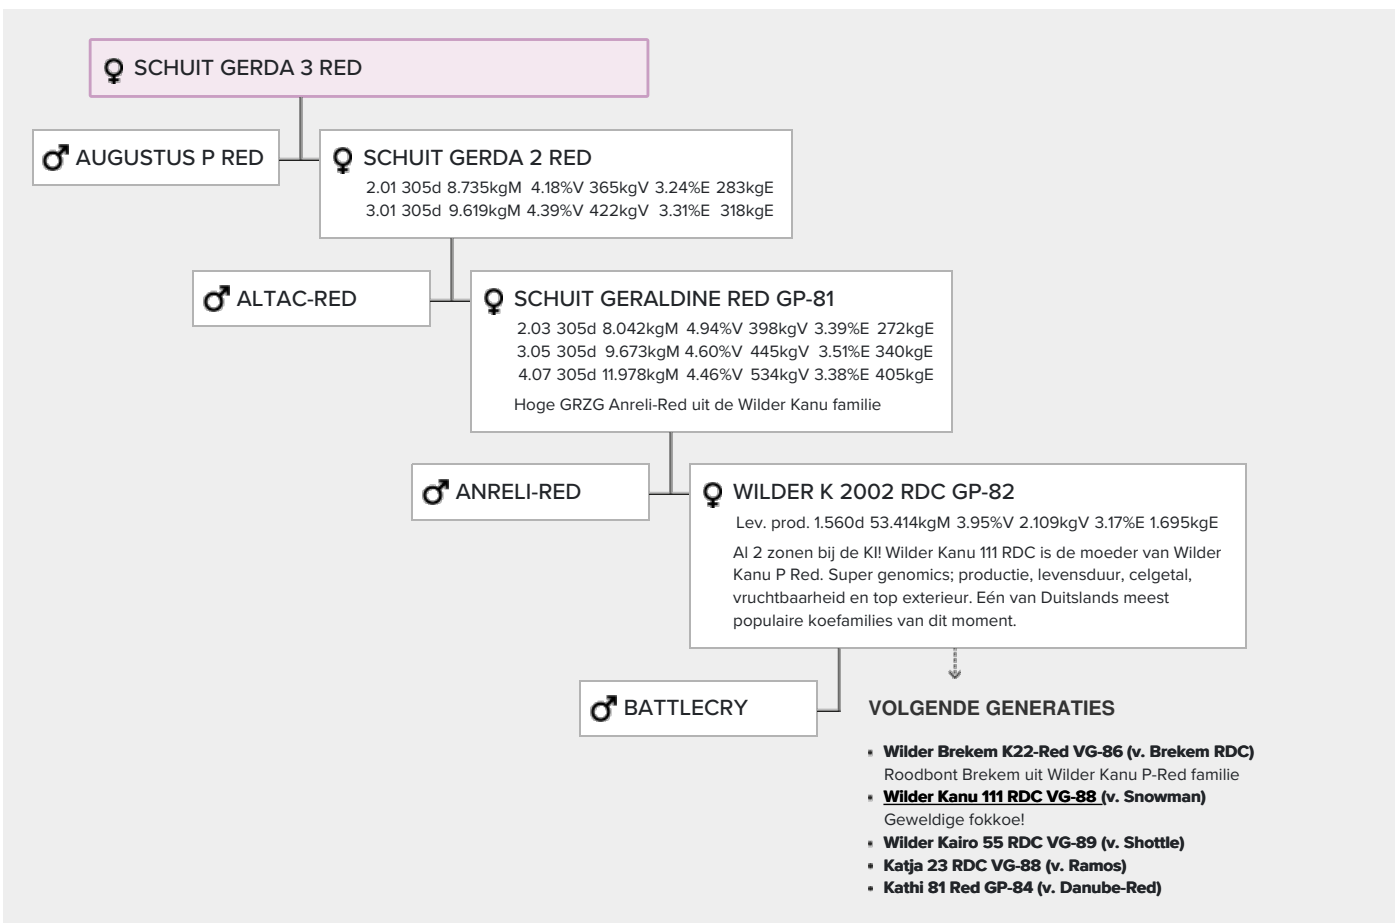 SCHUIT GERDA 3 RED
AUGUSTUS P RED
SCHUIT GERDA 2 RED
2.01 305d 8.735kgM 4.18%V 365kgV 3.24%E 283kgE
3.01 305d 9.619kgM 4.39%V 422kgV 3.31%E 318kgE
ALTAC-RED
SCHUIT GERALDINE RED GP-81
2.03 305d 8.042kgM 4.94%V 398kgV 3.39%E 272kgE
3.05 305d 9.673kgM 4.60%V 445kgV 3.51%E 340kgE
4.07 305d 11.978kgM 4.46%V 534kgV 3.38%E 405kgE
Hoge GRZG Anreli-Red uit de Wilder Kanu familie
ANRELI-RED
WILDER K 2002 RDC GP-82
Lev. prod. 1.560d 53.414kgM 3.95%V 2.109kgV 3.17%E 1.695kgE
Al 2 zonen bij de KI! Wilder Kanu 111 RDC is de moeder van Wilder
Kanu P Red. Super genomics; productie, levensduur, celgetal,
vruchtbaarheid en top exterieur. Eén van Duitslands meest
populaire koefamilies van dit moment.
BATTLECRY
VOLGENDE GENERATIES
▪ Wilder Brekem K22-Red VG-86 (v. Brekem RDC)
Roodbont Brekem uit Wilder Kanu P-Red familie
▪ Wilder Kanu 111 RDC VG-88 (v. Snowman)
Geweldige fokkoe!
▪ Wilder Kairo 55 RDC VG-89 (v. Shottle)
▪ Katja 23 RDC VG-88 (v. Ramos)
▪ Kathi 81 Red GP-84 (v. Danube-Red)